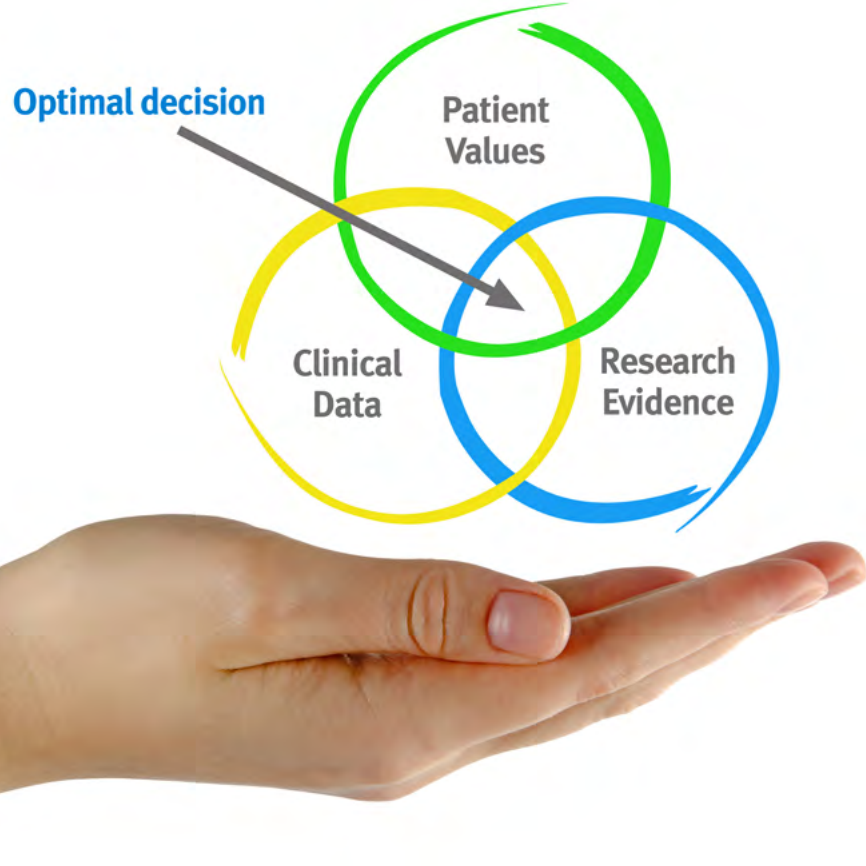 Optimal decision
Patient
Values
Clinical
Data
Research
Evidence